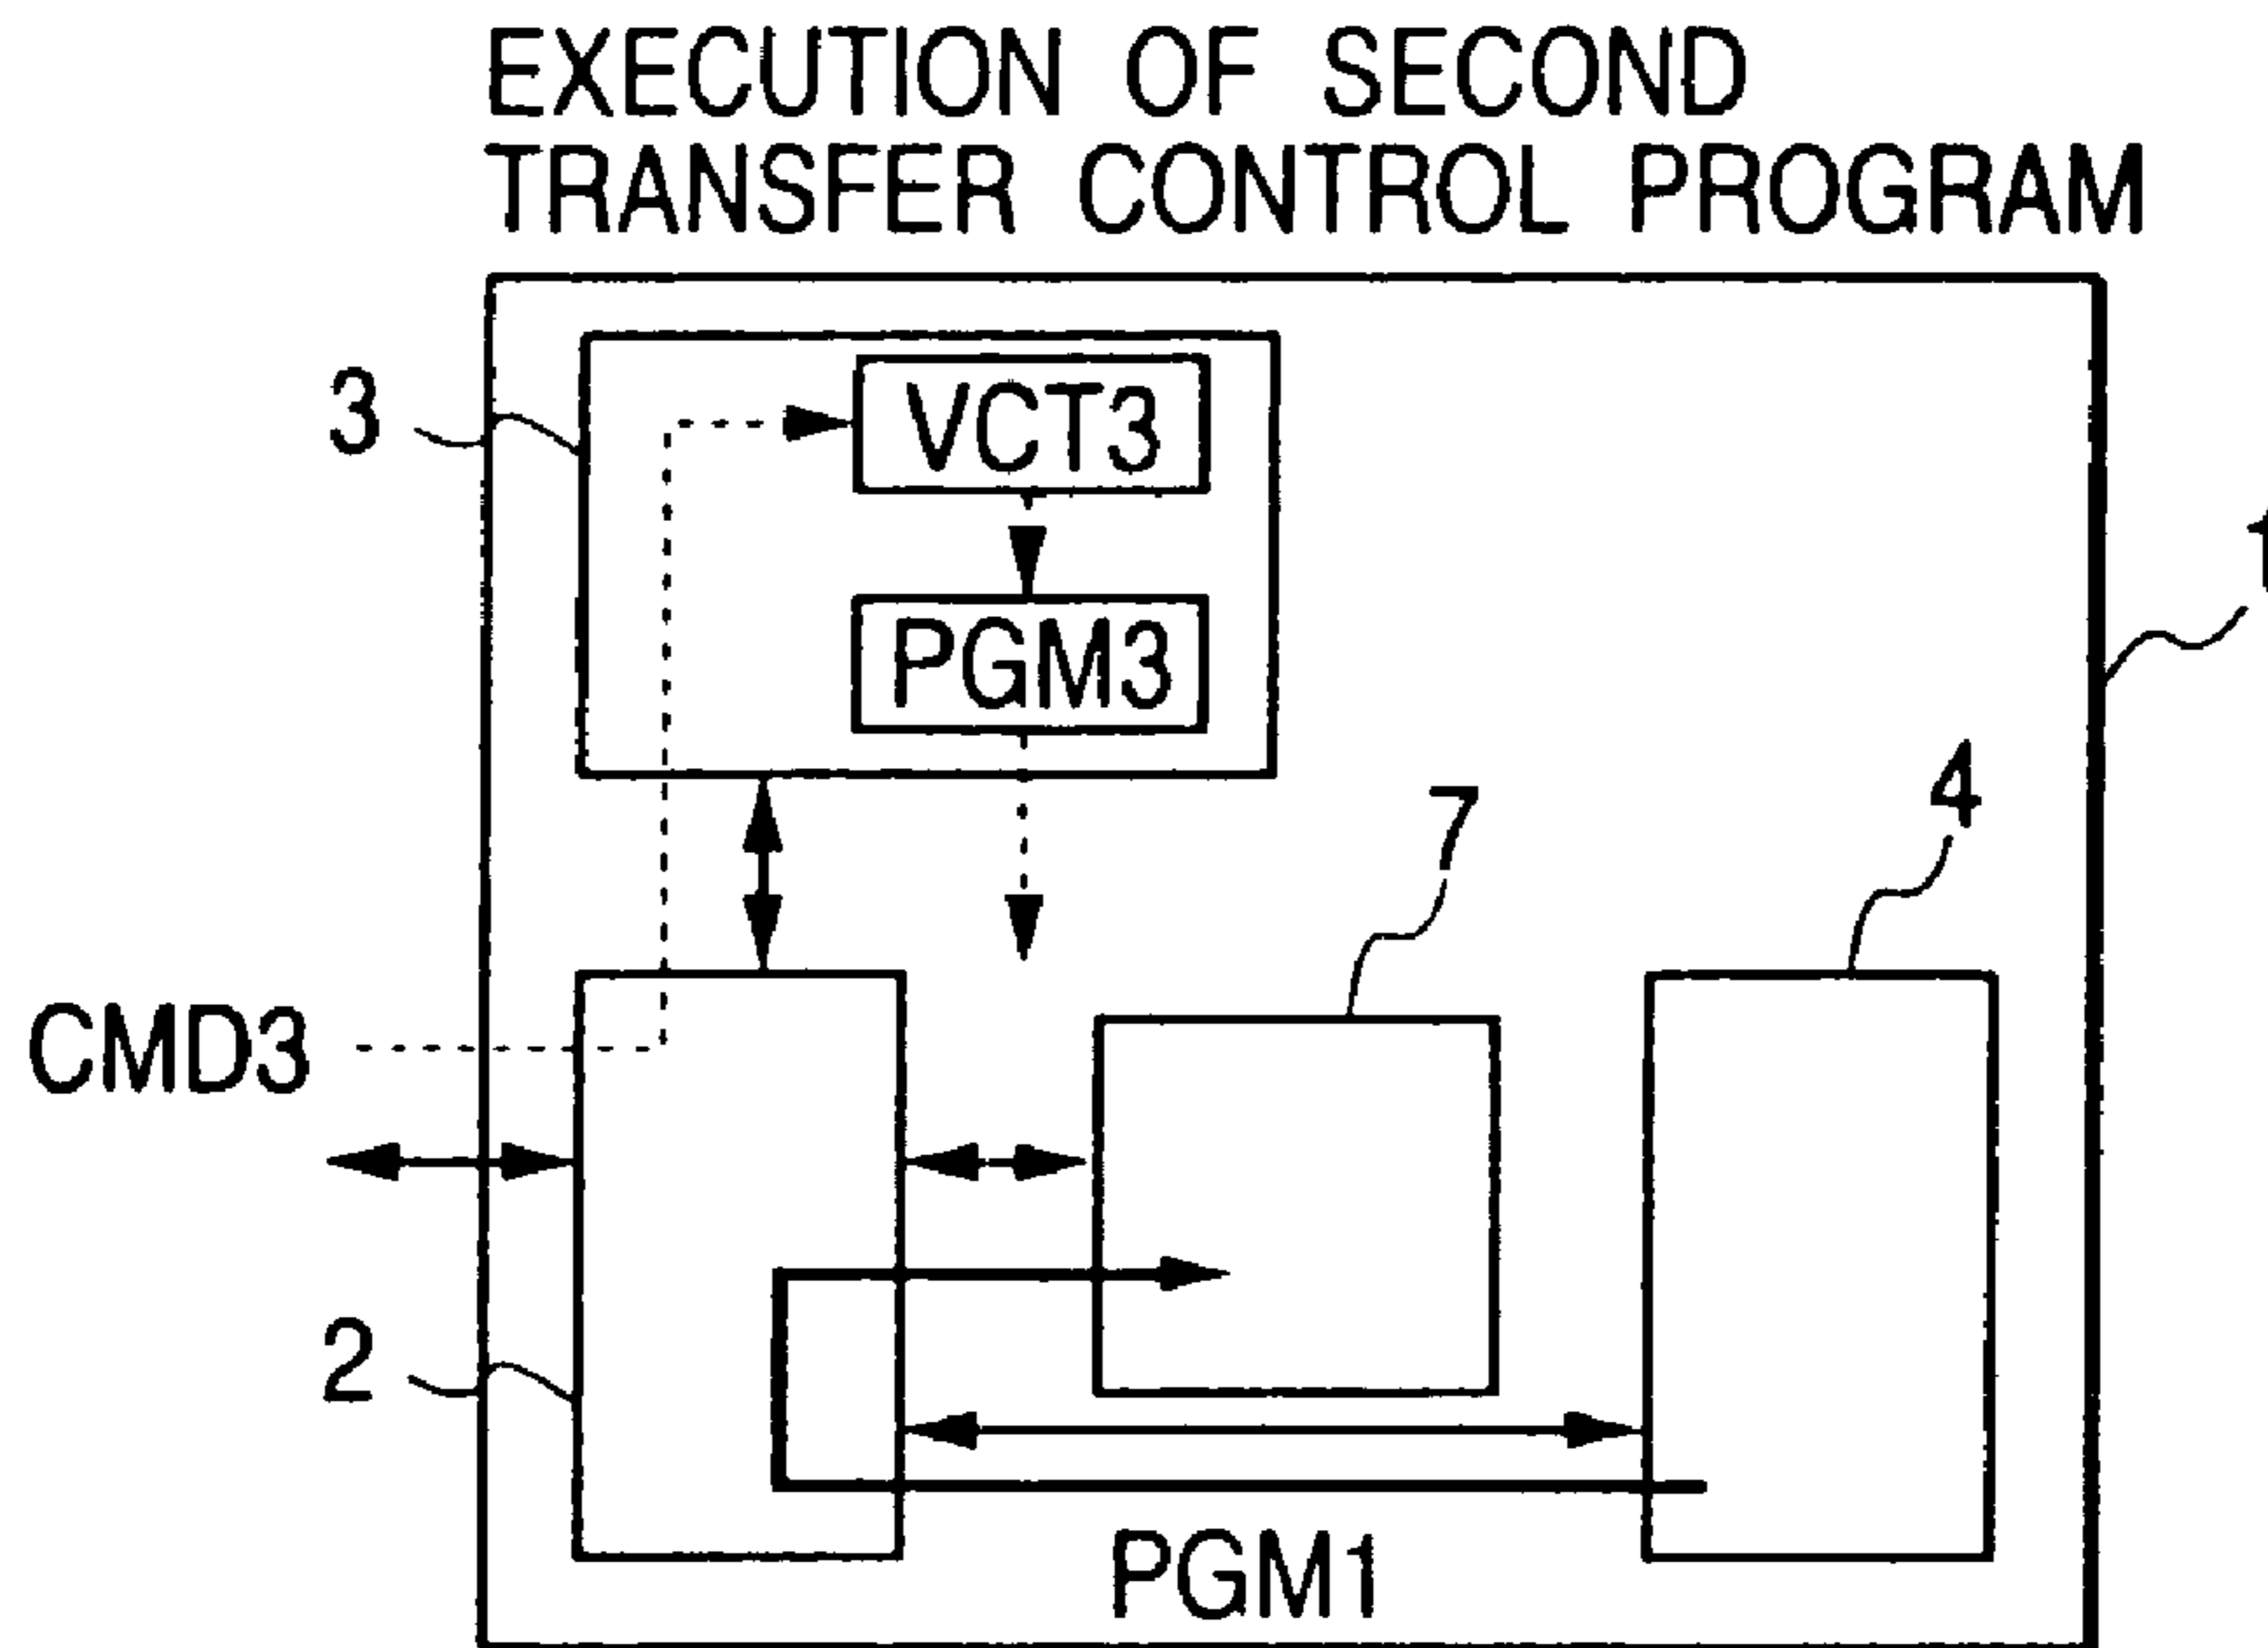 EXECUTION OF SECOND
TRANSFER CONTROL PROGRAM
3
VCT3
PGM3
7
4
CMD3
2
PGM1